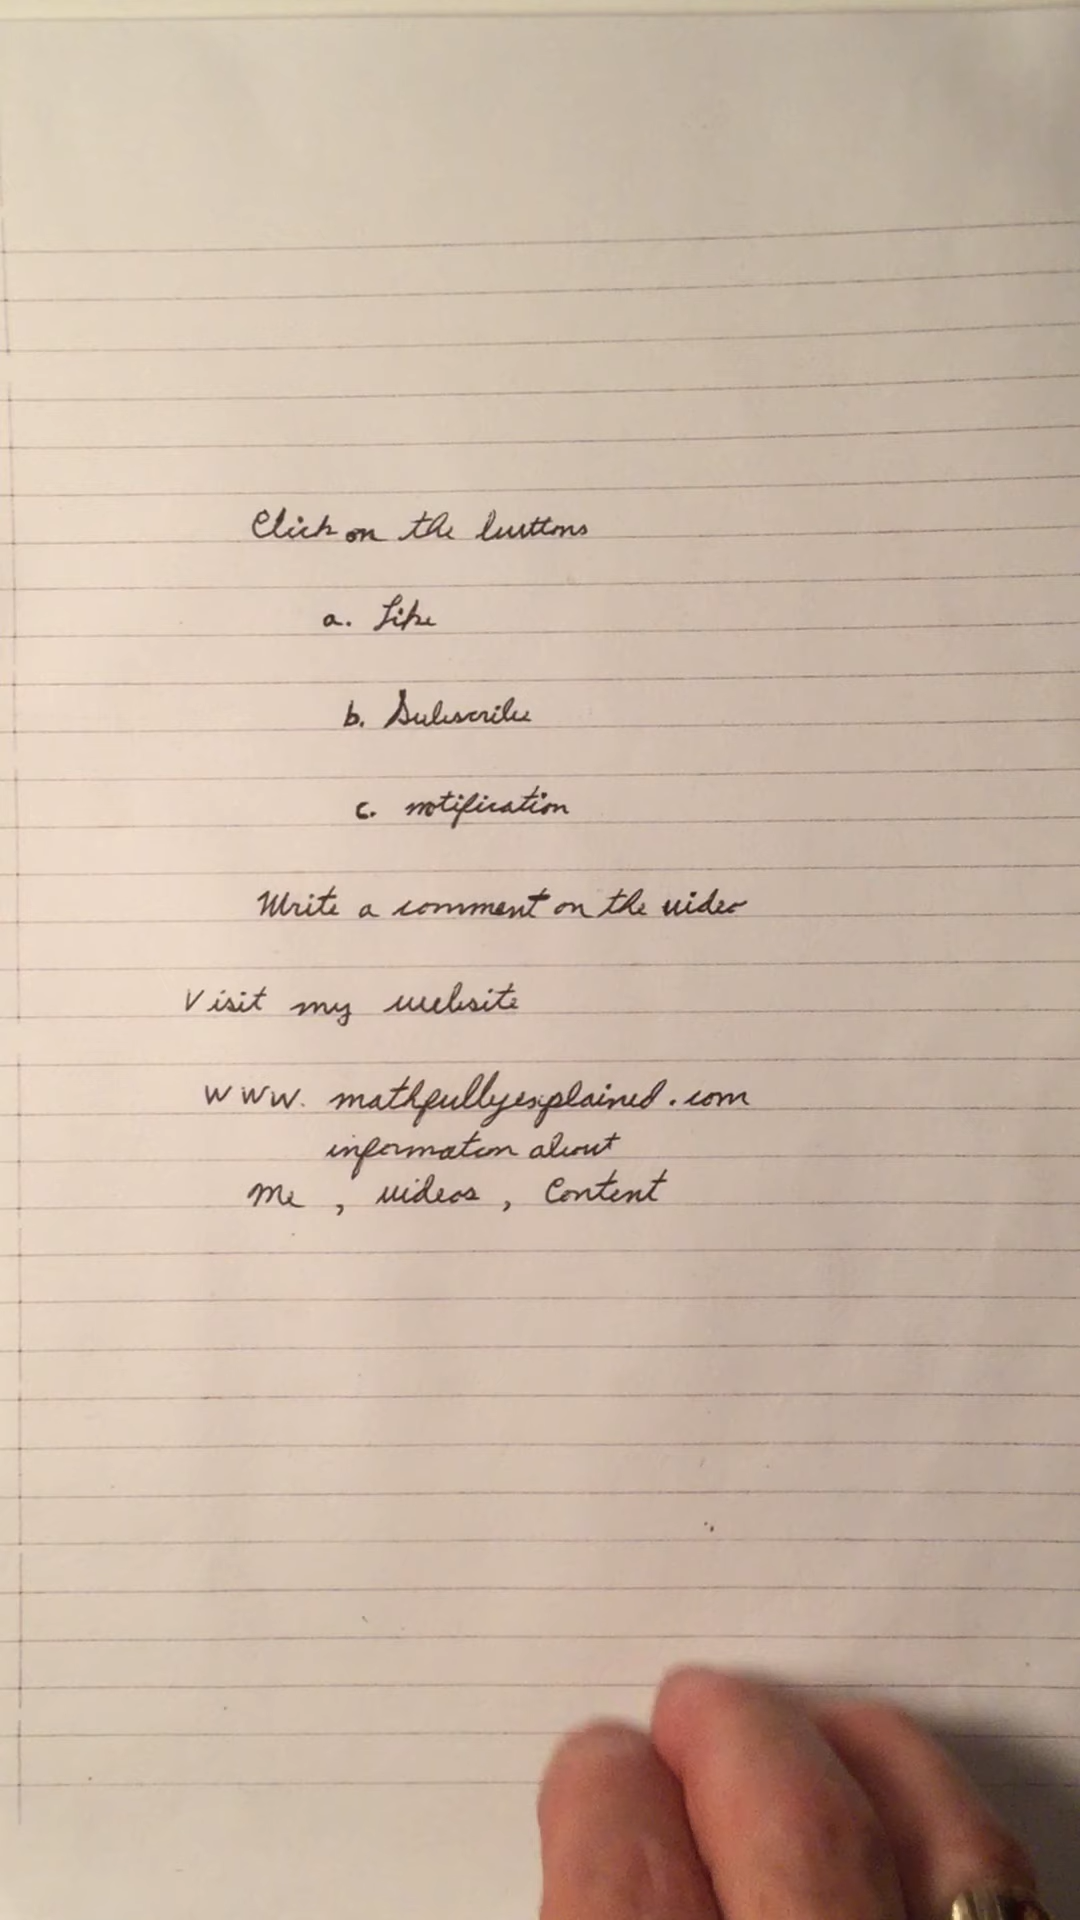 Click on the buttons
a. Like
b. Subscribe
c. notification
Write a comment on the video
Visit my website
www. mathfullyexplained.com
information about
Me , videos , Content